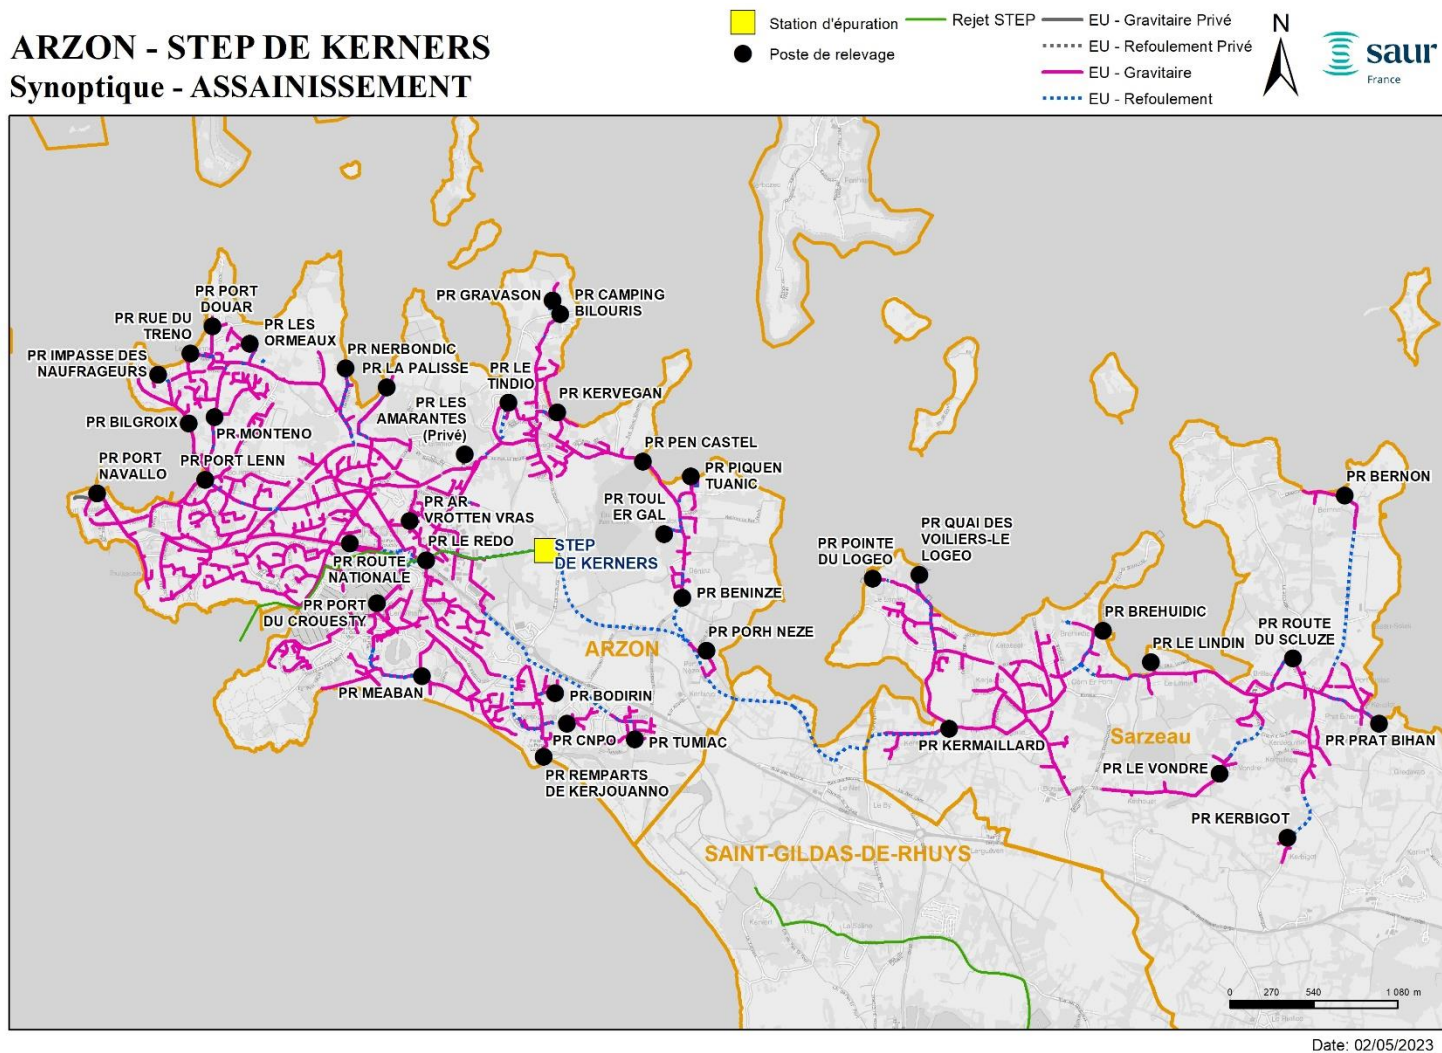 ARZON - STEP DE KERNERS
Synoptique - ASSAINISSEMENT
Station d'épuration
Poste de relevage
Rejet STEP
EU - Gravitaire Privé
EU - Refoulement Privé
EU - Gravitaire
EU - Refoulement
N
saur
France
PR PORT
DOUAR
PR RUE DU
TRENO
PR LES
ORMEAUX
PR IMPASSE DES
NAUFRAGEURS
PR NERBONDIC
PR LA PALISSE
PR GRAVASON
PR CAMPING
BILOURIS
PR LE
TINDIO
PR KERVEGAN
PR LES
AMARANTES
(Privé)
PR BILGROIX
PR MONTENO
PR PORT
NAVALLO
PR PORT LENN
PR PEN CASTEL
PR PIQUEN
TUANIC
PR TOUL
ER GAL
PR AR
VROTTEN VRAS
PR LE REDO
STEP
DE KERNERS
PR ROUTE
NATIONALE
PR PORT
DU CROUESTY
PR BENINZE
PR PORH NEZE
ARZON
PR MEABAN
PR BODIRIN
PR CNPO
PR TUMIAC
PR REMPARTS
DE KERJOUANNO
PR POINTE
DU LOGEO
PR QUAI DES
VOILIERS-LE
LOGEO
PR BERNON
PR BREHUIDIC
PR LE LINDIN
PR ROUTE
DU SCLUZE
PR KERMAILLARD
Sarzeau
PR PRAT BIHAN
PR LE VONDRE
PR KERBIGOT
SAINT-GILDAS-DE-RHUYS
0 270 540 1 080 m
Date: 02/05/2023